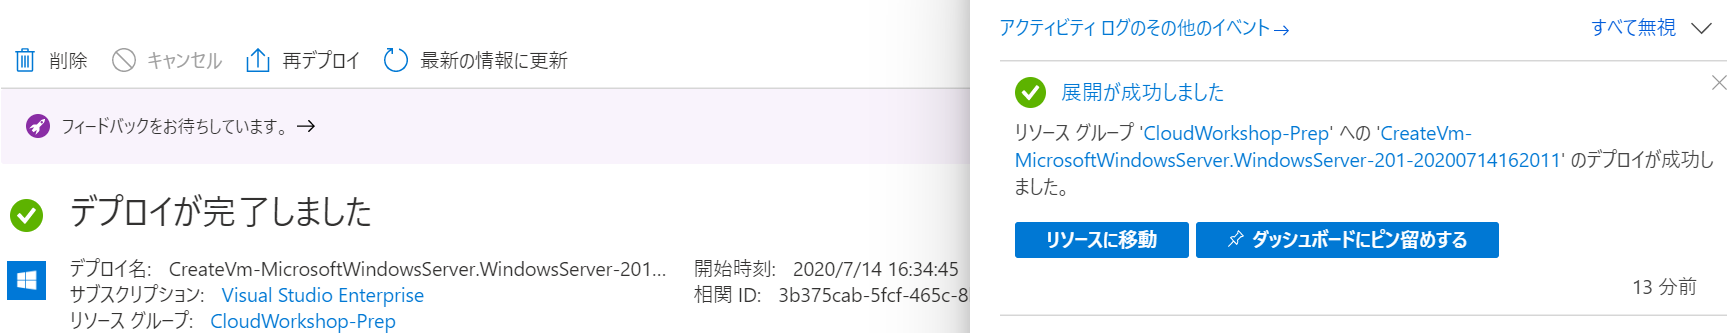 削除 キャンセル 再デプロイ 最新の情報に更新
フィードバックをお待ちしています。 →
デプロイが完了しました
デプロイ名: CreateVm-MicrosoftWindowsServer.WindowsServer-201... 開始時刻: 2020/7/14 16:34:45
サブスクリプション: Visual Studio Enterprise 相関 ID: 3b375cab-5fcf-465c-8
リソース グループ: CloudWorkshop-Prep
アクティビティ ログのその他のイベント→ すべて無視
展開が成功しました
リソース グループ 'CloudWorkshop-Prep' への 'CreateVm-
MicrosoftWindowsServer.WindowsServer-201-20200714162011' のデプロイが成功し
ました。
リソースに移動 ダッシュボードにピン留めする
13 分前